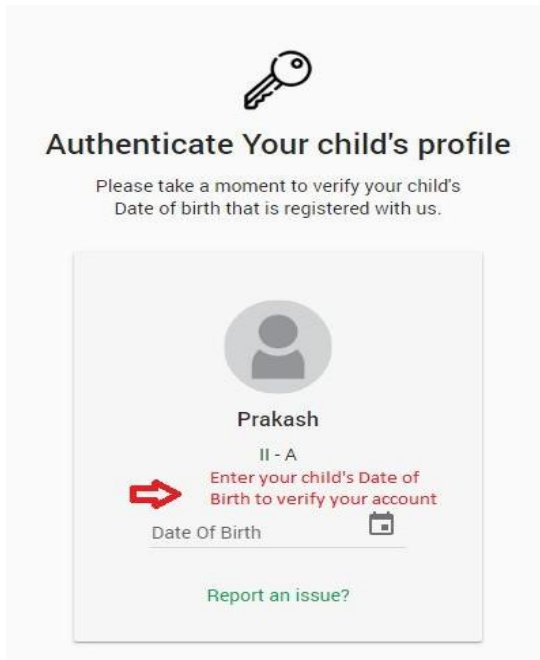 Authenticate Your child's profile
Please take a moment to verify your child's
Date of birth that is registered with us.
Prakash
II - A
Enter your child's Date of
Birth to verify your account
Date Of Birth
Report an issue?